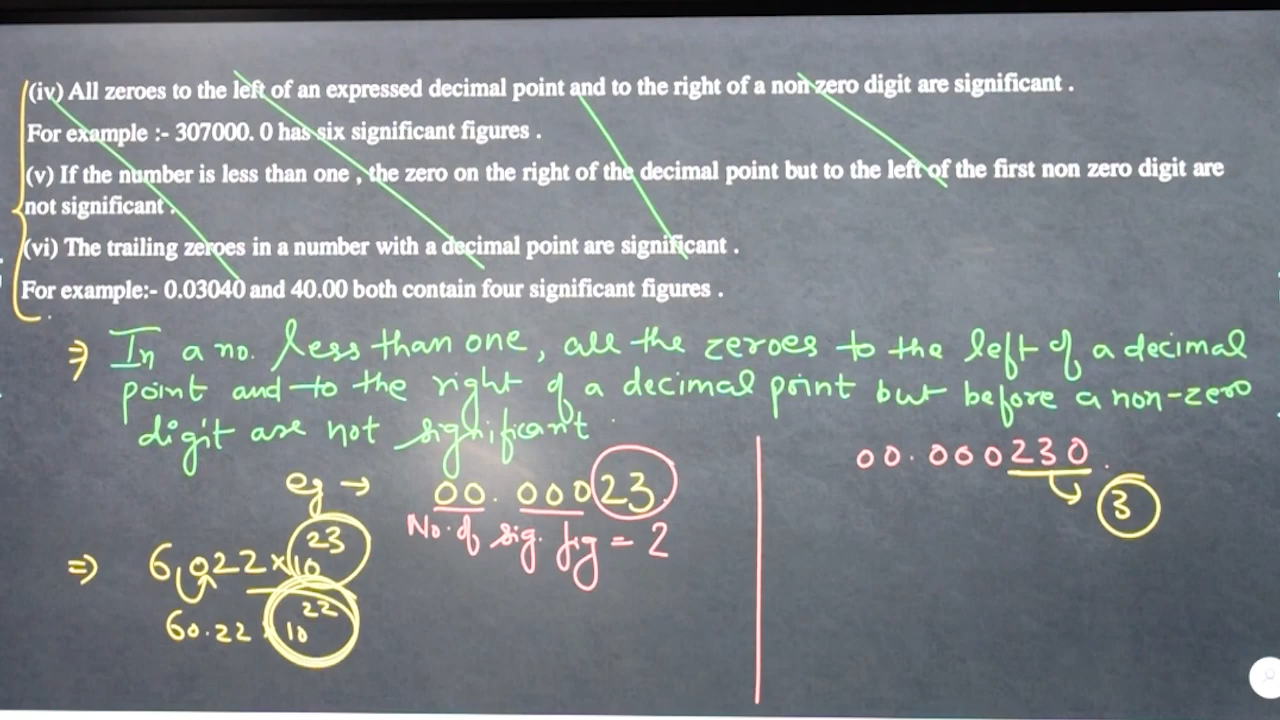 (iv) All zeroes to the left of an expressed decimal point and to the right of a non zero digit are significant .
For example :- 307000. 0 has six significant figures .
(v) If the number is less than one , the zero on the right of the decimal point but to the left of the first non zero digit are
not significant .
(vi) The trailing zeroes in a number with a decimal point are significant .
For example:- 0.03040 and 40.00 both contain four significant figures .
⇒ In a no. less than one, all the zeroes to the left of a decimal
point and to the right of a decimal point but before a non-zero
digit are not significant.
eg → 00.00023
No. of sig. fig = 2
00.000230
3
⇒ 6.022×10²³
60.22×10²²